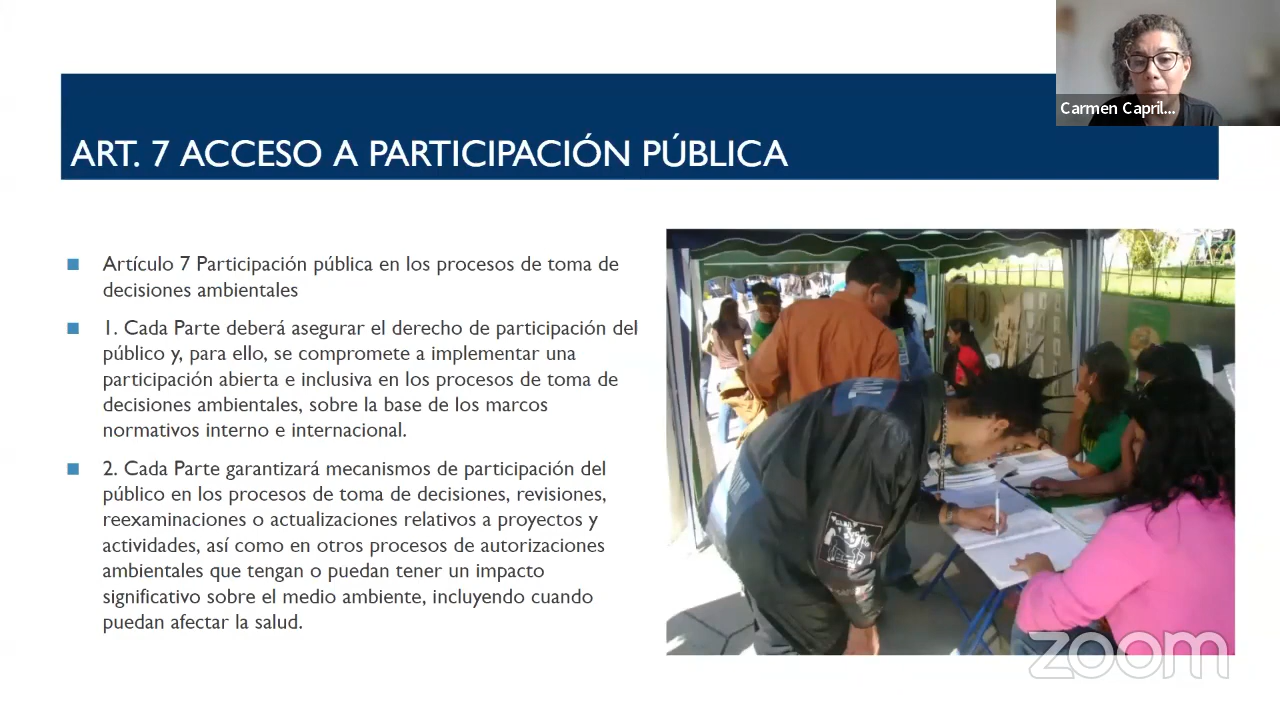 Carmen Capril...
ART. 7 ACCESO A PARTICIPACIÓN PÚBLICA
Artículo 7 Participación pública en los procesos de toma de
decisiones ambientales
1. Cada Parte deberá asegurar el derecho de participación del
público y, para ello, se compromete a implementar una
participación abierta e inclusiva en los procesos de toma de
decisiones ambientales, sobre la base de los marcos
normativos interno e internacional.
2. Cada Parte garantizará mecanismos de participación del
público en los procesos de toma de decisiones, revisiones,
reexaminaciones o actualizaciones relativos a proyectos y
actividades, así como en otros procesos de autorizaciones
ambientales que tengan o puedan tener un impacto
significativo sobre el medio ambiente, incluyendo cuando
puedan afectar la salud.
zoom